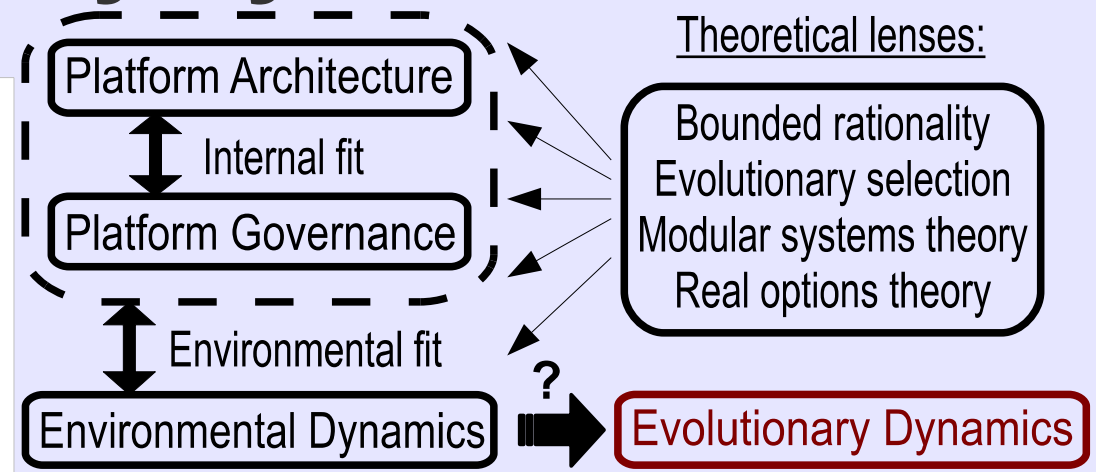 Theoretical lenses:
Platform Architecture
Internal fit
Platform Governance
Bounded rationality
Evolutionary selection
Modular systems theory
Real options theory
Environmental fit
?
Environmental Dynamics
Evolutionary Dynamics